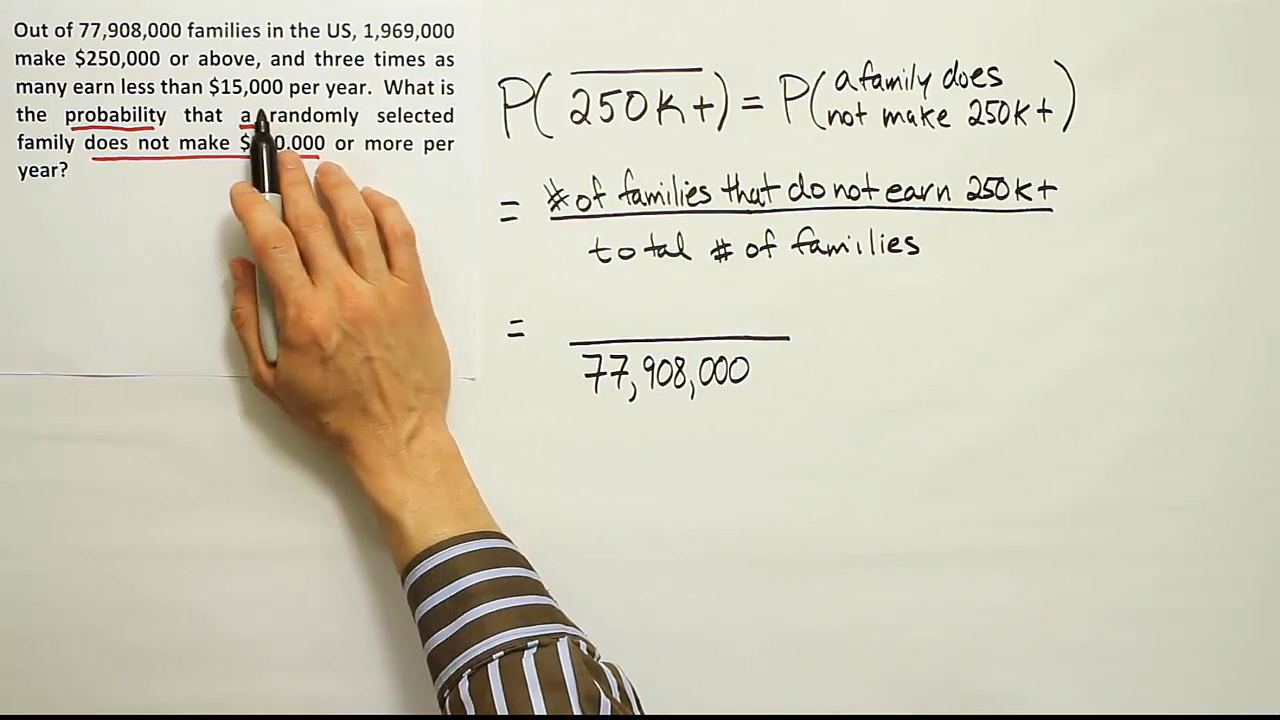 Out of 77,908,000 families in the US, 1,969,000
make $250,000 or above, and three times as
many earn less than $15,000 per year. What is
the probability that a randomly selected
family does not make $ 0,000 or more per
year?
P( 250K+ ) = P( a family does
not make 250K+ )
= # of families that do not earn 250K+
total # of families
=
77,908,000